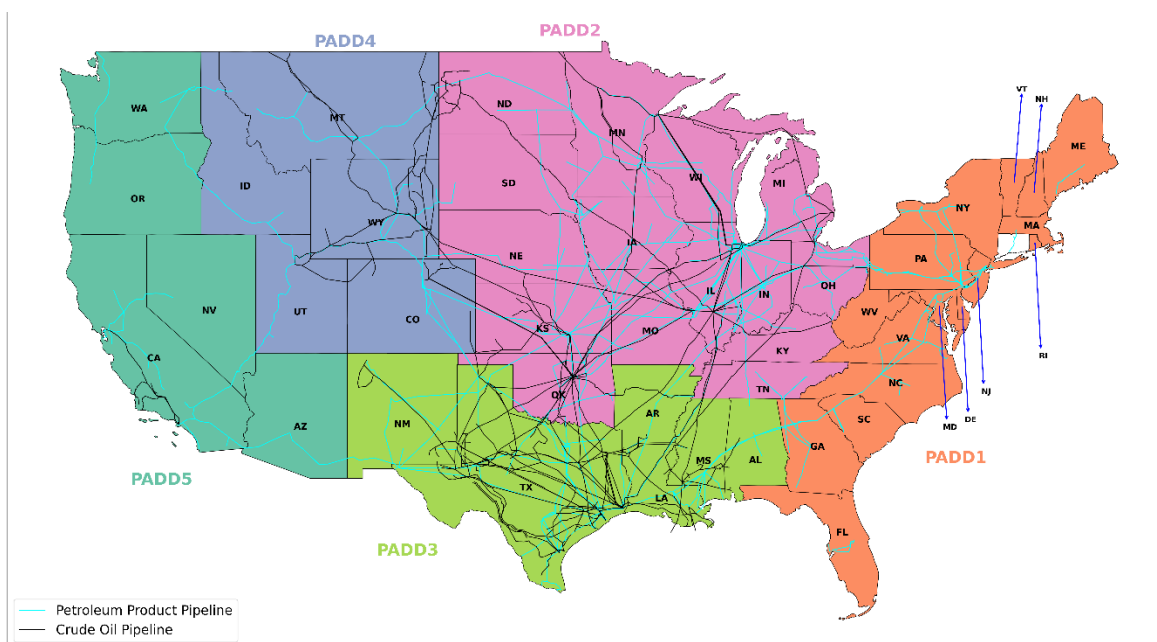 PADD2
PADD4
VT
NH
WA
MT
ND
MN
ME
OR
ID
SD
WI
MI
NY
WY
MA
NE
IA
PA
NV
UT
CO
IL
IN
OH
WV
KS
MO
VA
CA
KY
RI
TN
NC
NJ
OK
AR
SC
NM
AZ
MD
DE
GA
PADD1
MS
AL
PADD5
TX
LA
FL
PADD3
Petroleum Product Pipeline
Crude Oil Pipeline